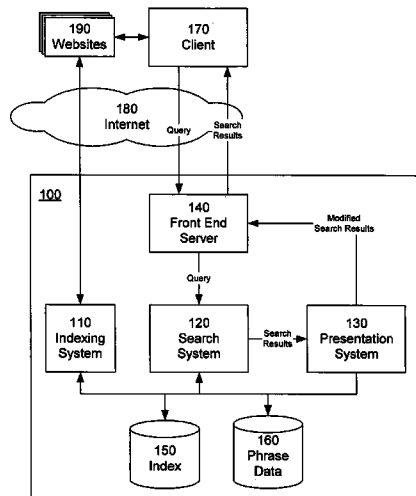 190
Websites
170
Client
180
Internet
Query
Search
Results
100
140
Front End
Server
Modified
Search Results
Query
110
Indexing
System
120
Search
System
Search
Results
130
Presentation
System
150
Index
160
Phrase
Data